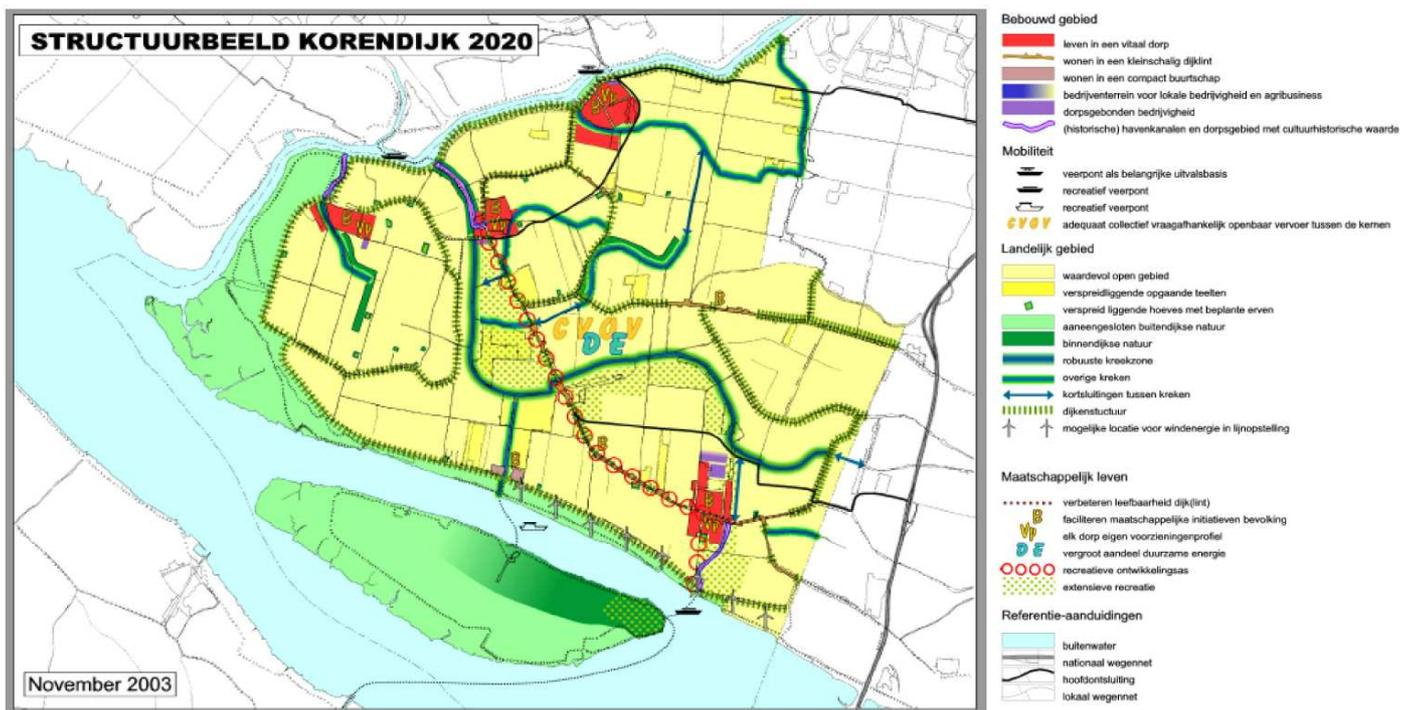 STRUCTUURBEELD KORENDIJK 2020
B
Vp
B
Vp
B
Vp
B
C V O V
D E
B
B
B
Vp
November 2003
Bebouwd gebied
leven in een vitaal dorp
wonen in een kleinschalig dijklint
wonen in een compact buurtschap
bedrijventerrein voor lokale bedrijvigheid en agribusiness
dorpsgebonden bedrijvigheid
(historische) havenkanalen en dorpsgebied met cultuurhistorische waarde
Mobiliteit
veerpont als belangrijke uitvalsbasis
recreatief veerpont
recreatief veerpont
C V O V adequaat collectief vraagafhankelijk openbaar vervoer tussen de kernen
Landelijk gebied
waardevol open gebied
verspreidliggende opgaande teelten
verspreid liggende hoeves met beplante erven
aaneengesloten buitendijkse natuur
binnendijkse natuur
robuuste kreekzone
overige kreken
kortsluitingen tussen kreken
dijkenstuctuur
mogelijke locatie voor windenergie in lijnopstelling
Maatschappelijk leven
verbeteren leefbaarheid dijk(lint)
B faciliteren maatschappelijke initiatieven bevolking
Vp elk dorp eigen voorzieningenprofiel
D E vergroot aandeel duurzame energie
recreatieve ontwikkelingsas
extensieve recreatie
Referentie-aanduidingen
buitenwater
nationaal wegennet
hoofdontsluiting
lokaal wegennet